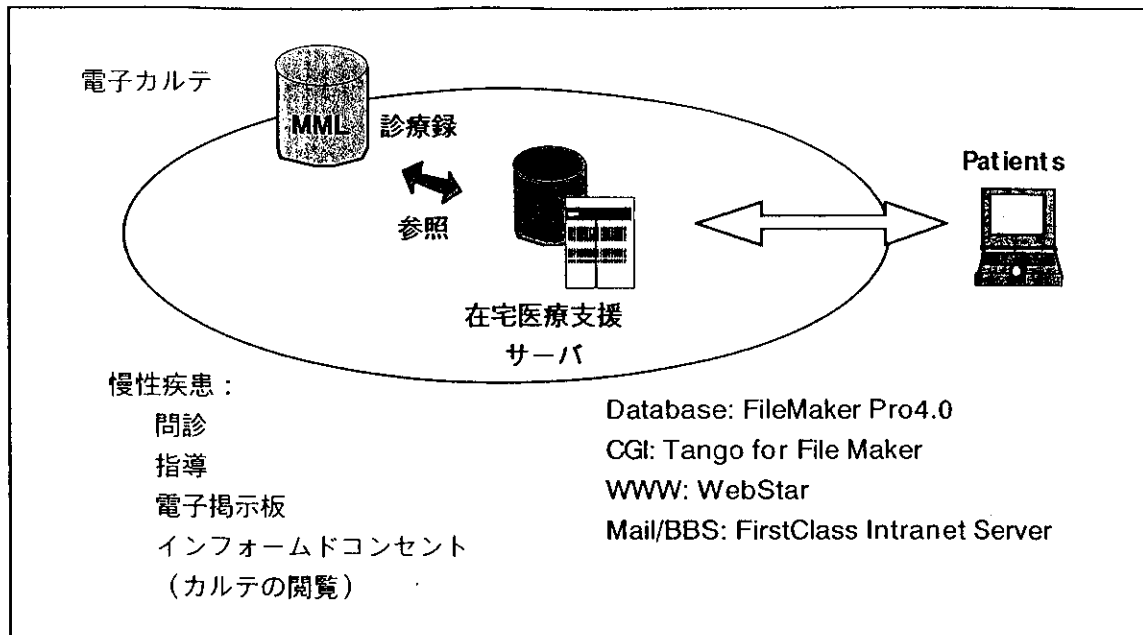 電子カルテ
MML
診療録
参照
Patients
在宅医療支援
サーバ
慢性疾患：
問診
指導
電子掲示板
インフォームドコンセント
（カルテの閲覧）
Database: FileMaker Pro4.0
CGI: Tango for File Maker
WWW: WebStar
Mail/BBS: FirstClass Intranet Server